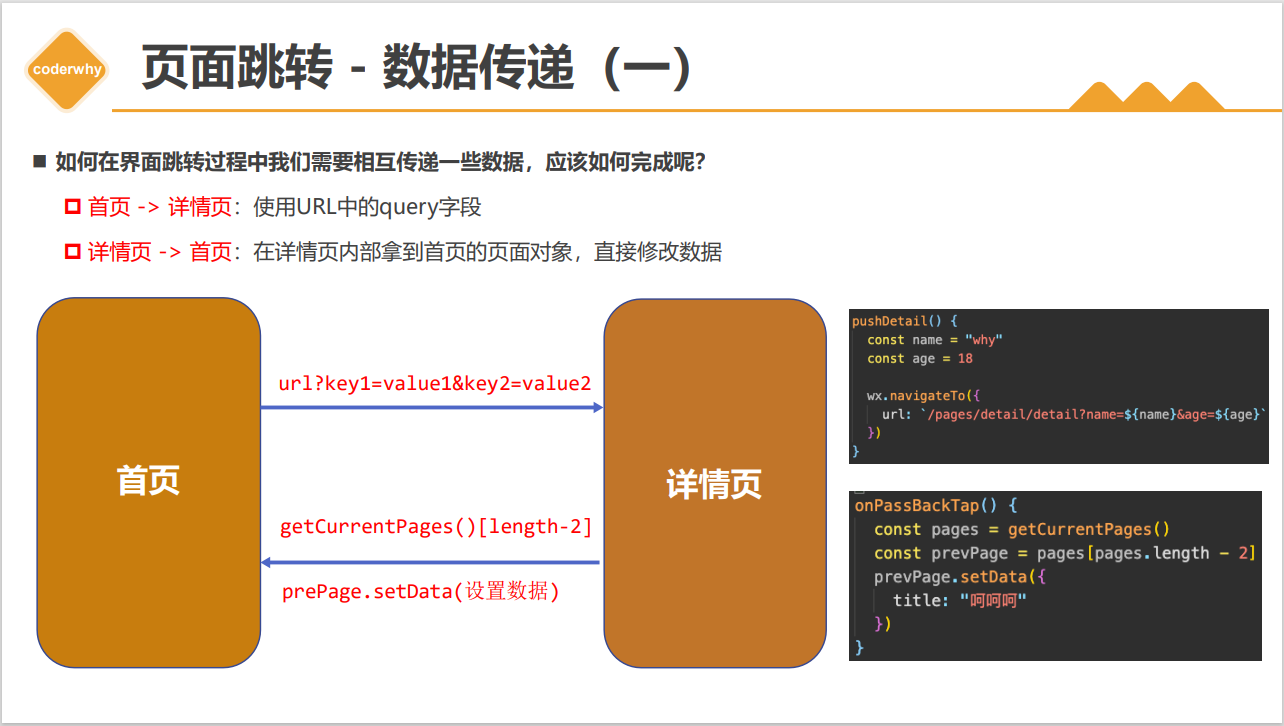 coderwhy
页面跳转 - 数据传递（一）
如何在界面跳转过程中我们需要相互传递一些数据，应该如何完成呢？
首页 -> 详情页：使用URL中的query字段
详情页 -> 首页：在详情页内部拿到首页的页面对象，直接修改数据
首页
url?key1=value1&key2=value2
getCurrentPages()[length-2]
prePage.setData(设置数据)
详情页
pushDetail() {
const name = "why"
const age = 18
wx.navigateTo({
url: `/pages/detail/detail?name=${name}&age=${age}`
})
}
onPassBackTap() {
const pages = getCurrentPages()
const prevPage = pages[pages.length - 2]
prevPage.setData({
title: "呵呵呵"
})
}